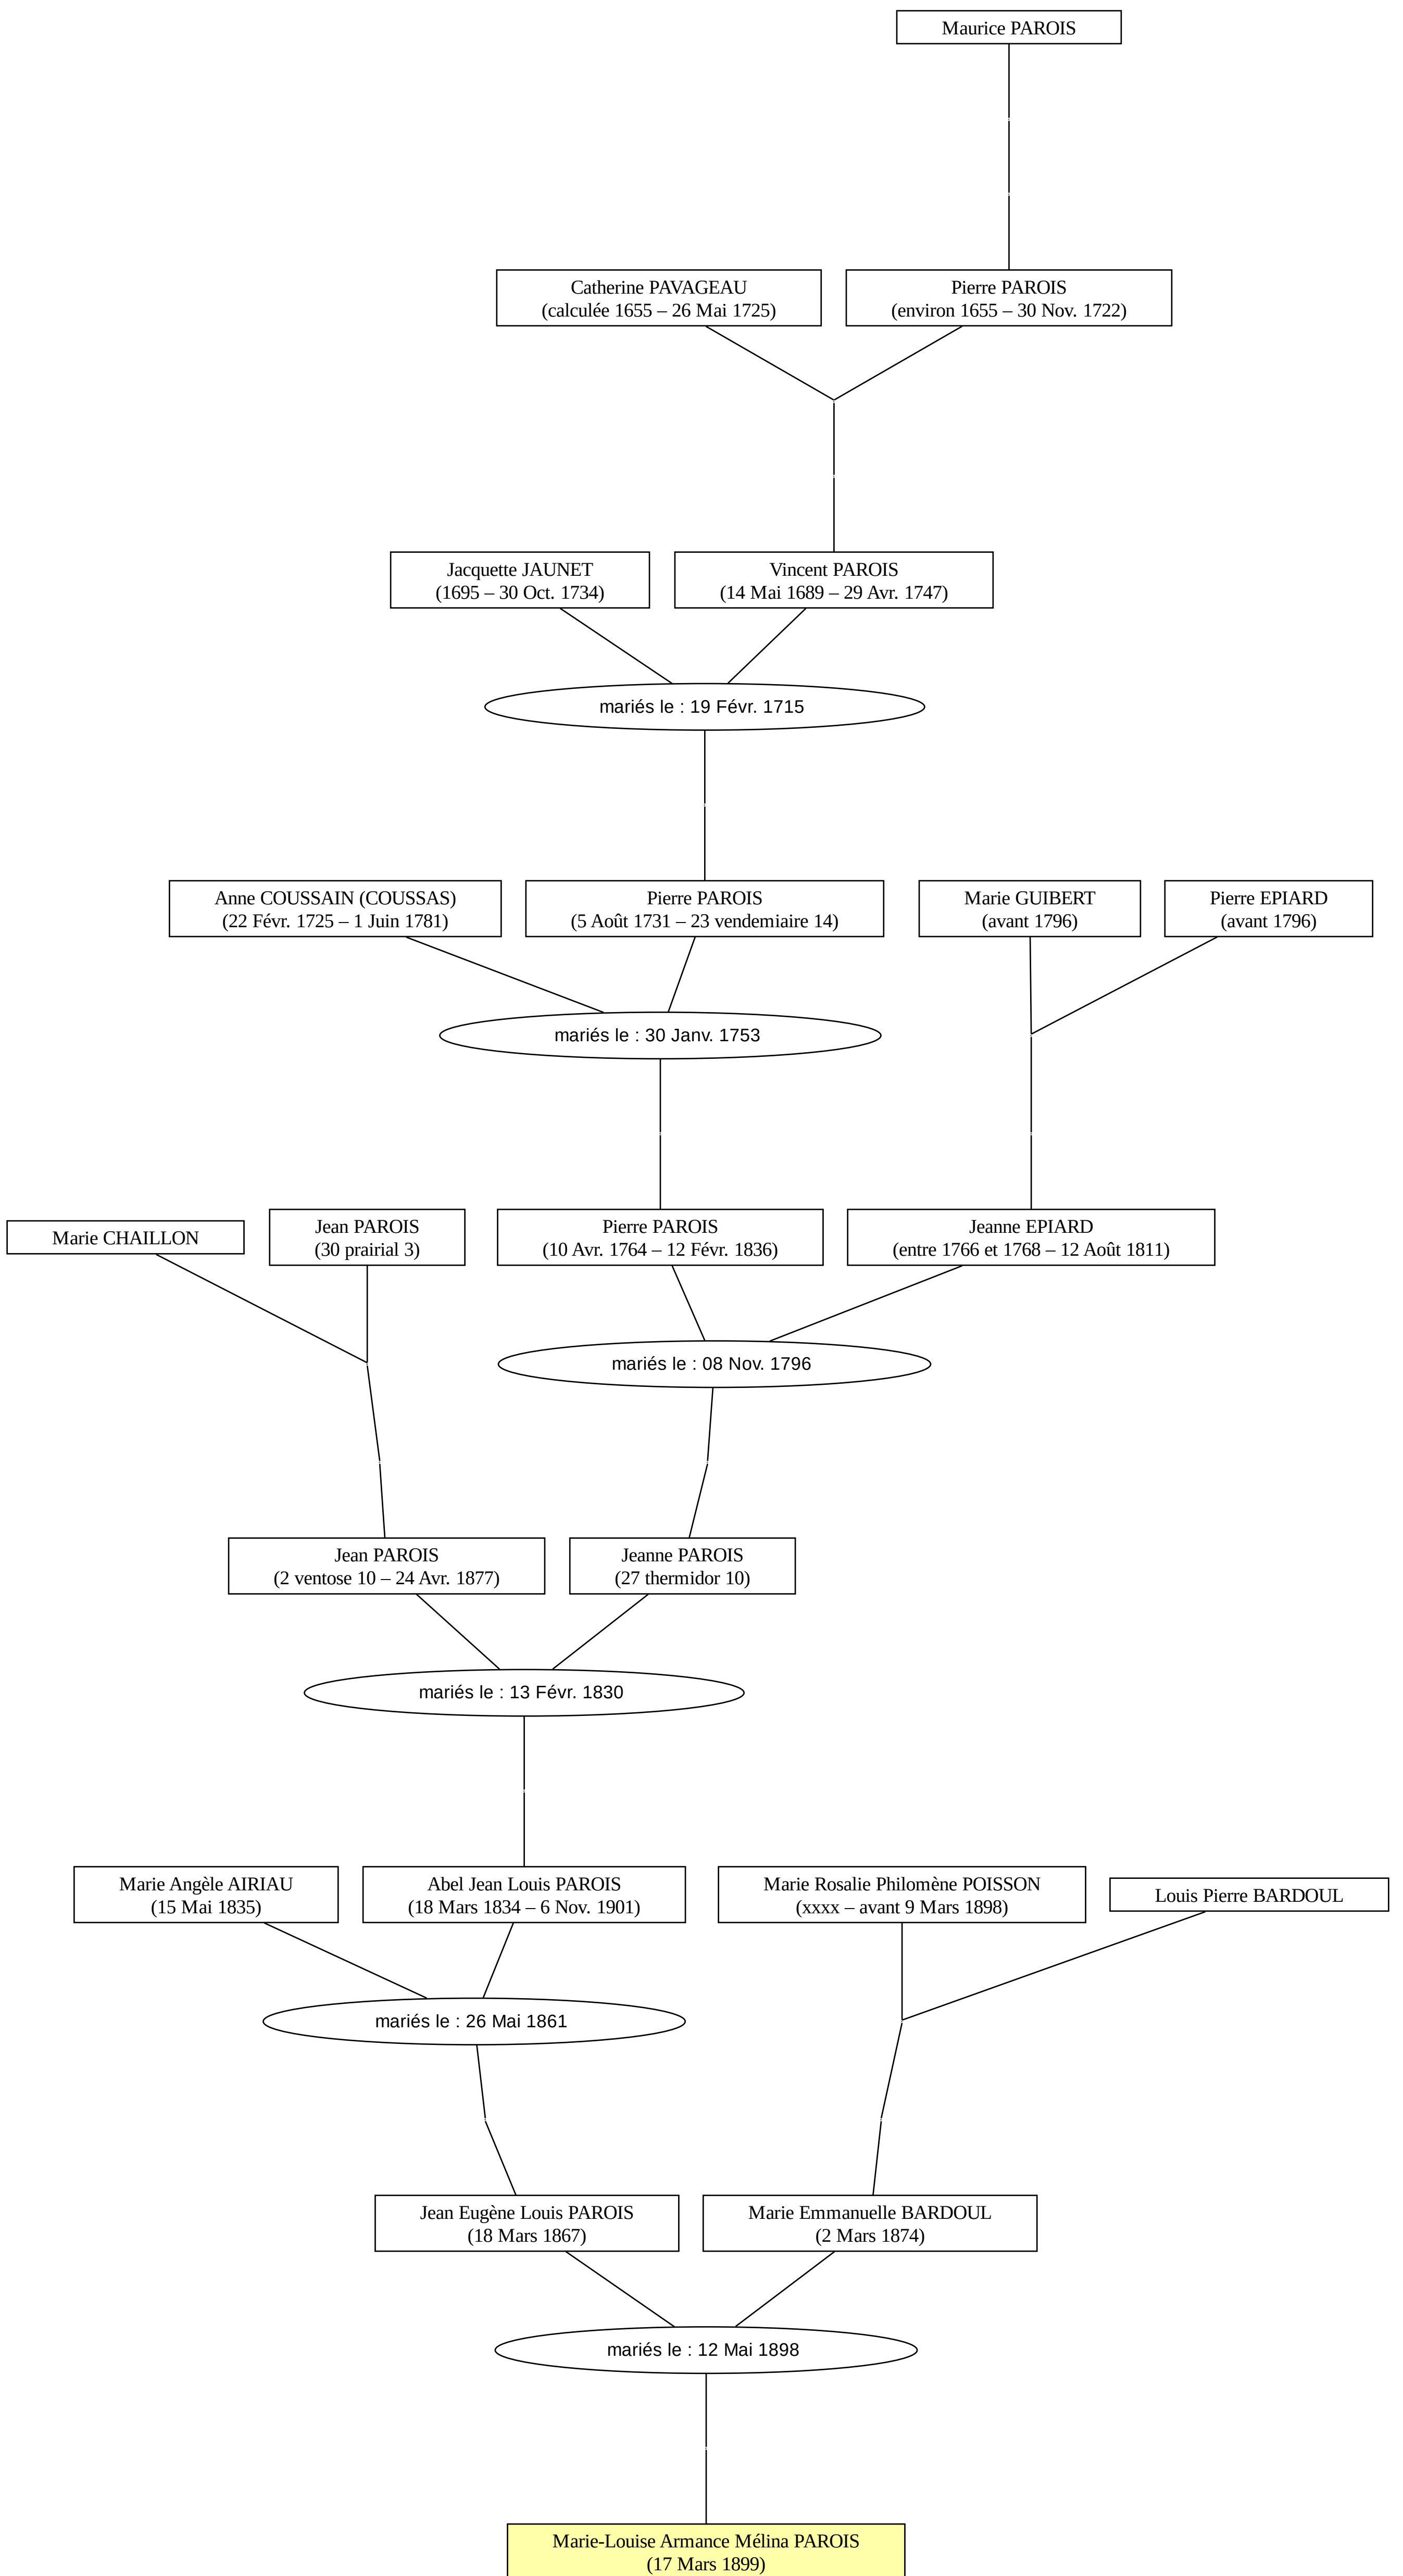 Maurice PAROIS
Catherine PAVAGEAU
(calculée 1655 – 26 Mai 1725)
Pierre PAROIS
(environ 1655 – 30 Nov. 1722)
Jacquette JAUNET
(1695 – 30 Oct. 1734)
Vincent PAROIS
(14 Mai 1689 – 29 Avr. 1747)
mariés le : 19 Févr. 1715
Anne COUSSAIN (COUSSAS)
(22 Févr. 1725 – 1 Juin 1781)
Pierre PAROIS
(5 Août 1731 – 23 vendemiaire 14)
Marie GUIBERT
(avant 1796)
Pierre EPIARD
(avant 1796)
mariés le : 30 Janv. 1753
Marie CHAILLON
Jean PAROIS
(30 prairial 3)
Pierre PAROIS
(10 Avr. 1764 – 12 Févr. 1836)
Jeanne EPIARD
(entre 1766 et 1768 – 12 Août 1811)
mariés le : 08 Nov. 1796
Jean PAROIS
(2 ventose 10 – 24 Avr. 1877)
Jeanne PAROIS
(27 thermidor 10)
mariés le : 13 Févr. 1830
Marie Angèle AIRIAU
(15 Mai 1835)
Abel Jean Louis PAROIS
(18 Mars 1834 – 6 Nov. 1901)
Marie Rosalie Philomène POISSON
(xxxx – avant 9 Mars 1898)
Louis Pierre BARDOUL
mariés le : 26 Mai 1861
Jean Eugène Louis PAROIS
(18 Mars 1867)
Marie Emmanuelle BARDOUL
(2 Mars 1874)
mariés le : 12 Mai 1898
Marie-Louise Armance Mélina PAROIS
(17 Mars 1899)